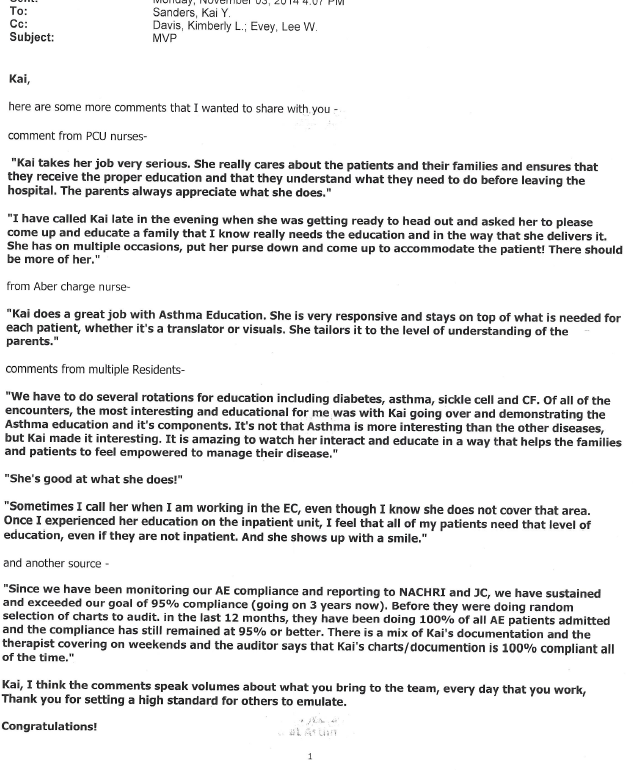 Monday, November 03, 2014 4:07 PM
To: Sanders, Kai Y.
Cc: Davis, Kimberly L.; Evey, Lee W.
Subject: MVP
Kai,
here are some more comments that I wanted to share with you -
comment from PCU nurses-
"Kai takes her job very serious. She really cares about the patients and their families and ensures that
they receive the proper education and that they understand what they need to do before leaving the
hospital. The parents always appreciate what she does."
"I have called Kai late in the evening when she was getting ready to head out and asked her to please
come up and educate a family that I know really needs the education and in the way that she delivers it.
She has on multiple occasions, put her purse down and come up to accommodate the patient! There should
be more of her."
from Aber charge nurse-
"Kai does a great job with Asthma Education. She is very responsive and stays on top of what is needed for
each patient, whether it's a translator or visuals. She tailors it to the level of understanding of the
parents."
comments from multiple Residents-
"We have to do several rotations for education including diabetes, asthma, sickle cell and CF. Of all of the
encounters, the most interesting and educational for me was with Kai going over and demonstrating the
Asthma education and it's components. It's not that Asthma is more interesting than the other diseases,
but Kai made it interesting. It is amazing to watch her interact and educate in a way that helps the families
and patients to feel empowered to manage their disease."
"She's good at what she does!"
"Sometimes I call her when I am working in the EC, even though I know she does not cover that area.
Once I experienced her education on the inpatient unit, I feel that all of my patients need that level of
education, even if they are not inpatient. And she shows up with a smile."
and another source -
"Since we have been monitoring our AE compliance and reporting to NACHRI and JC, we have sustained
and exceeded our goal of 95% compliance (going on 3 years now). Before they were doing random
selection of charts to audit. in the last 12 months, they have been doing 100% of all AE patients admitted
and the compliance has still remained at 95% or better. There is a mix of Kai's documentation and the
therapist covering on weekends and the auditor says that Kai's charts/documention is 100% compliant all
of the time."
Kai, I think the comments speak volumes about what you bring to the team, every day that you work,
Thank you for setting a high standard for others to emulate.
Congratulations!
1